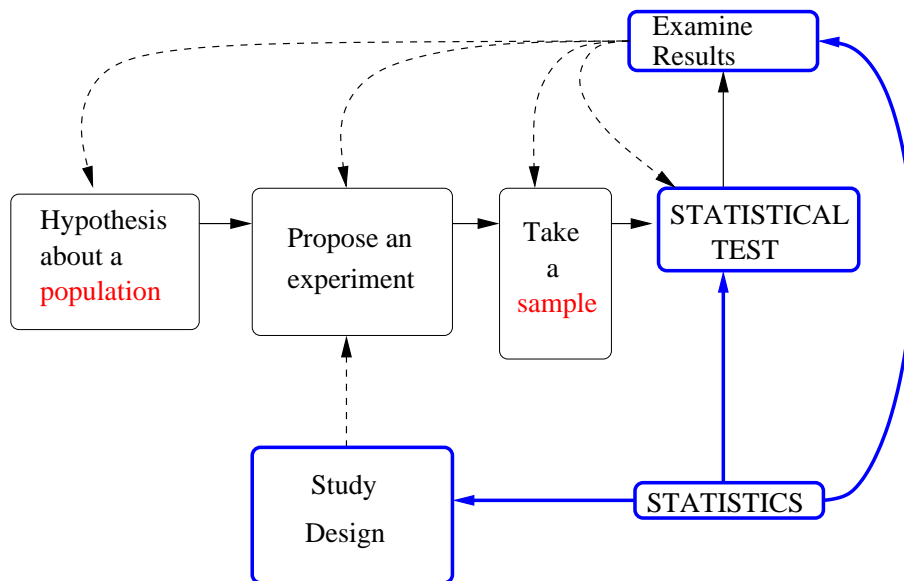 Examine
Results
Hypothesis
about a
population
Propose an
experiment
Take
a
sample
STATISTICAL
TEST
Study
Design
STATISTICS